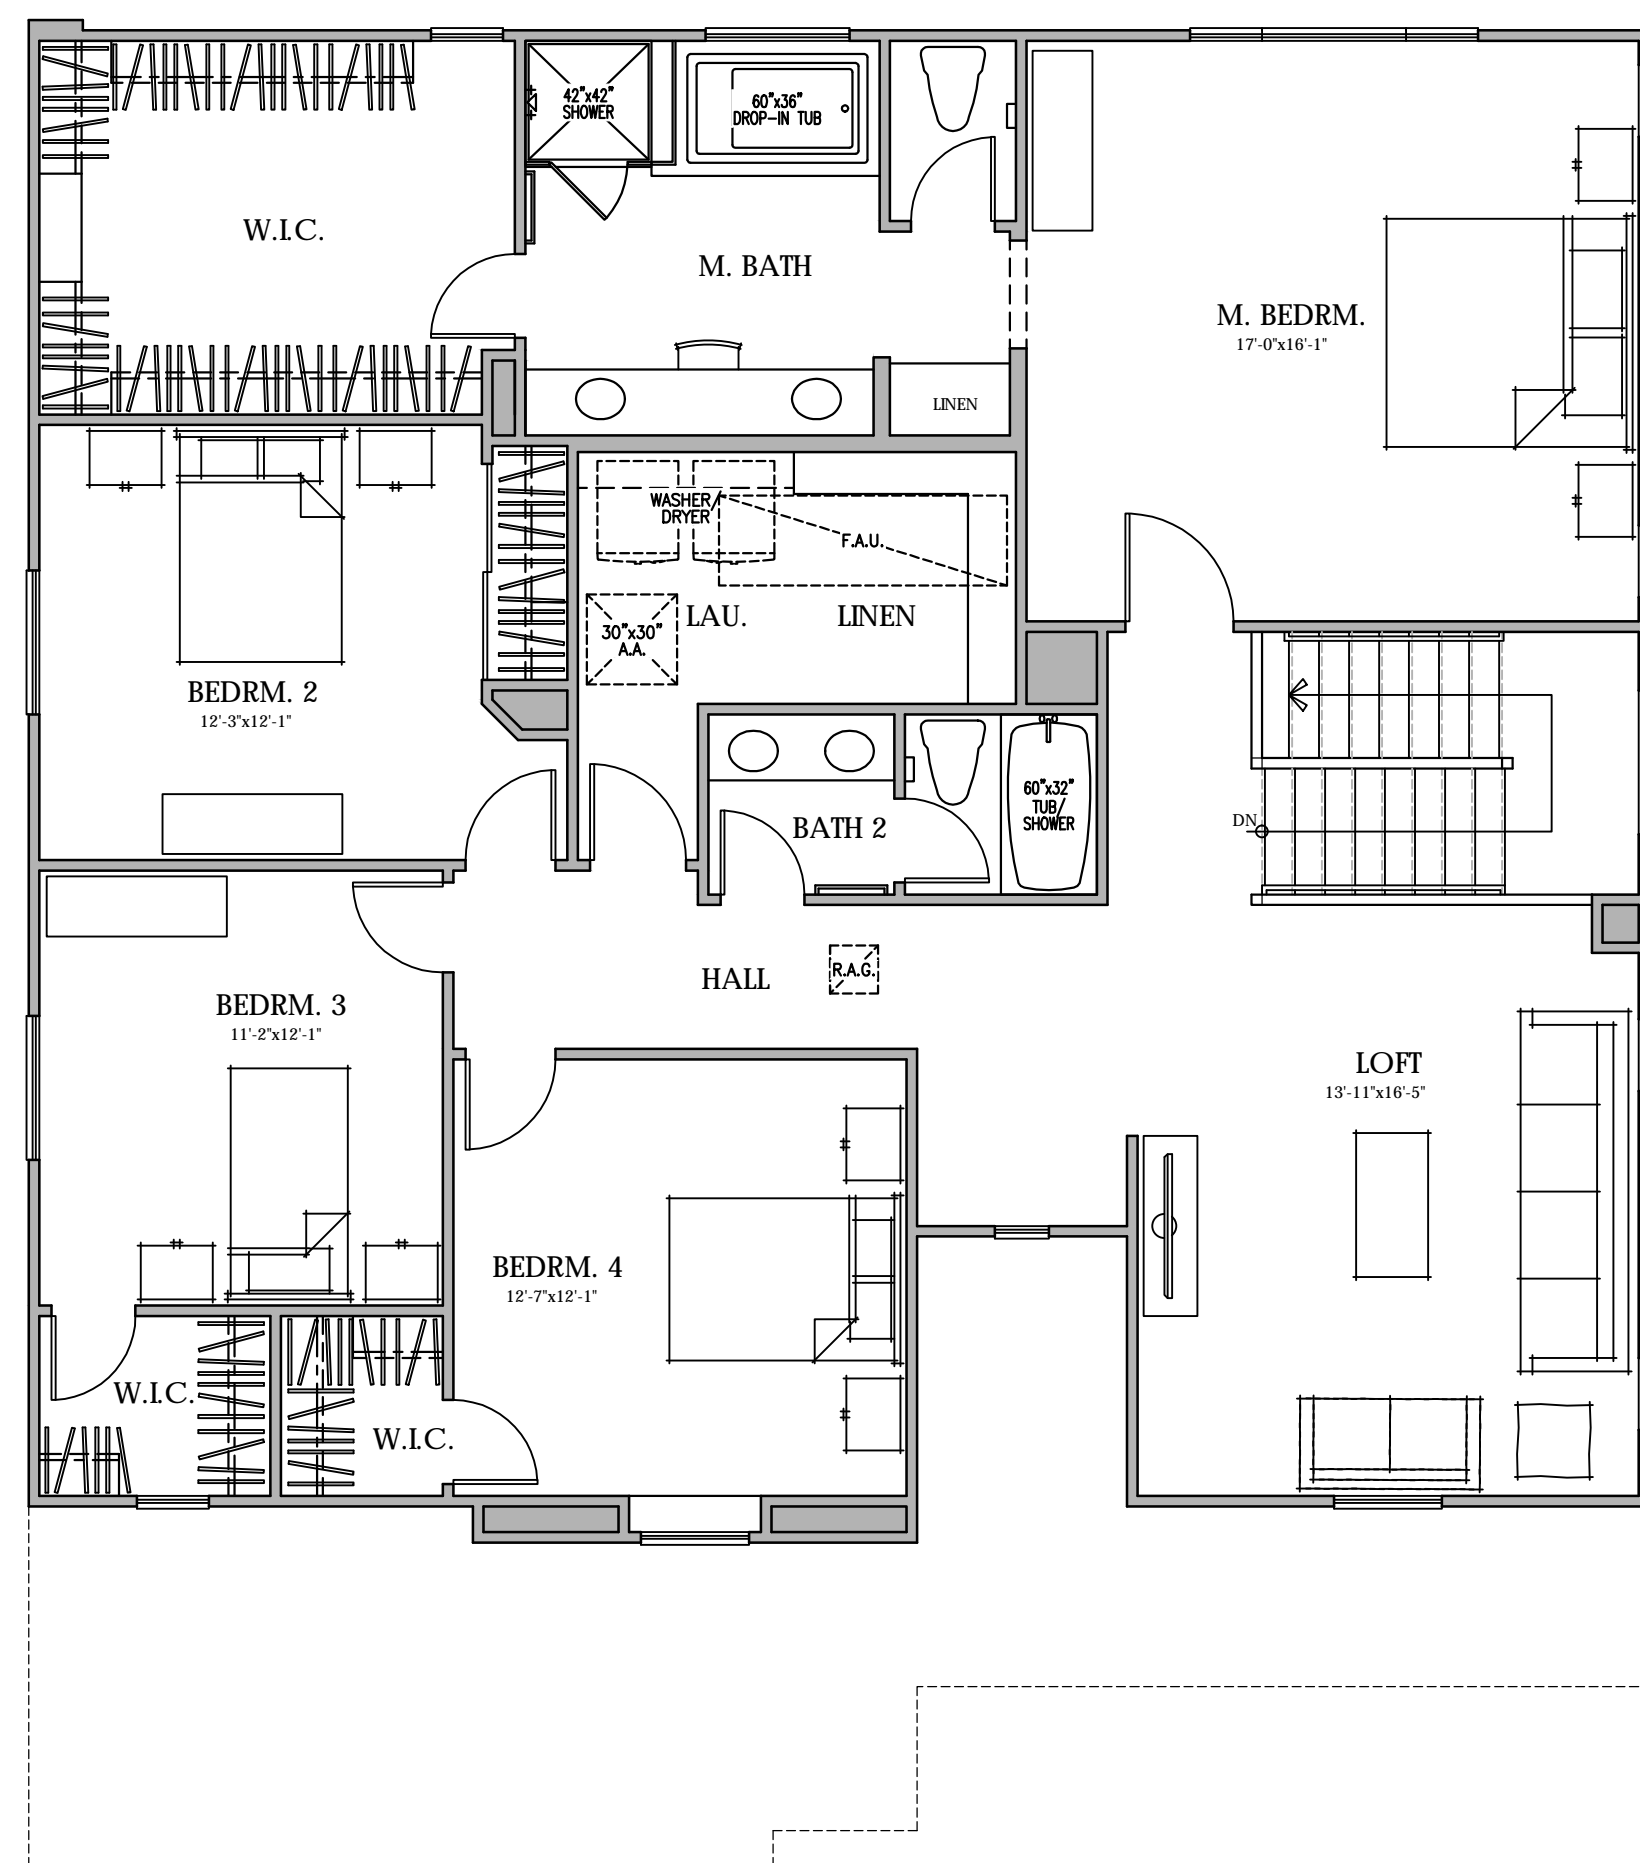 42"x42"
SHOWER
60"x36"
DROP-IN TUB
W.I.C.
M. BATH
M. BEDRM.
17'-0"x16'-1"
LINEN
WASHER/
DRYER
F.A.U.
LAU.
LINEN
30"x30"
A.A.
BEDRM. 2
12'-3"x12'-1"
60"x32"
TUB/
SHOWER
BATH 2
DN
HALL
R.A.G.
BEDRM. 3
11'-2"x12'-1"
LOFT
13'-11"x16'-5"
BEDRM. 4
12'-7"x12'-1"
W.I.C.
W.I.C.